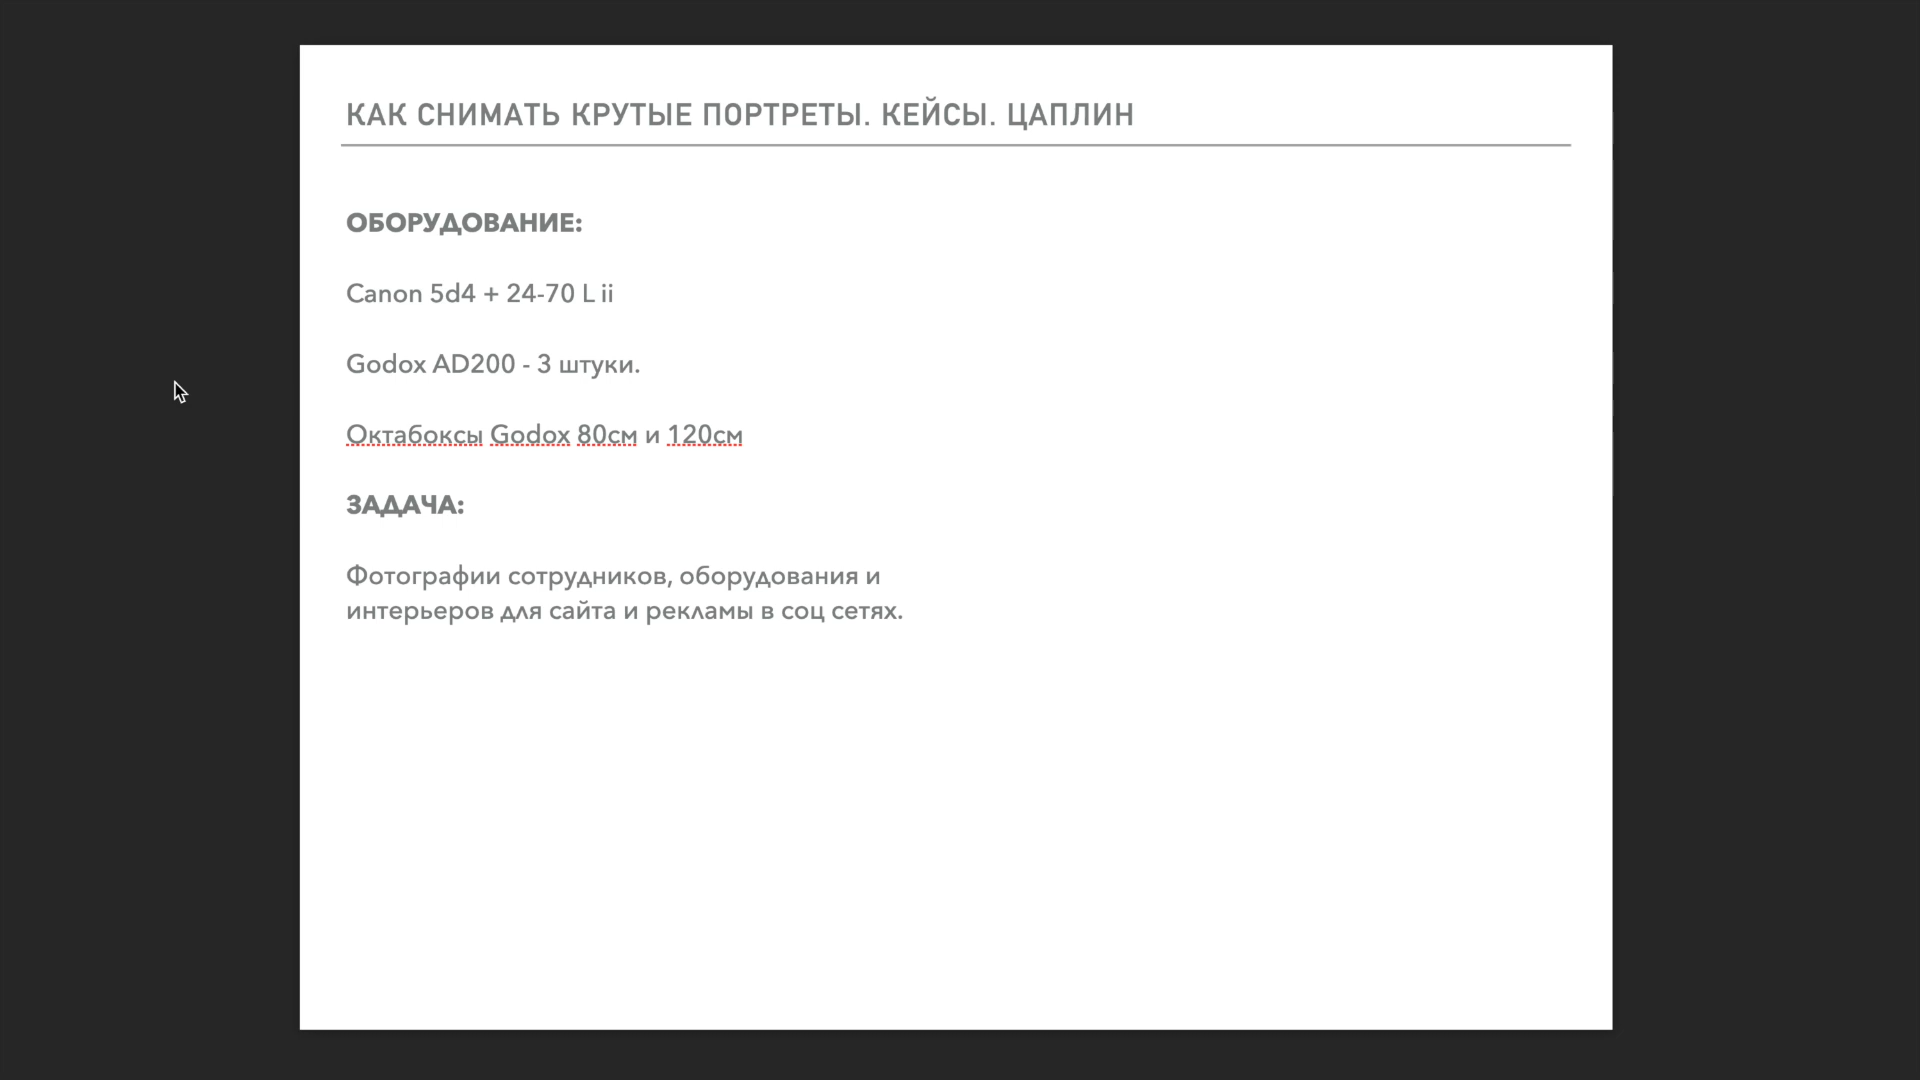 КАК СНИМАТЬ КРУТЫЕ ПОРТРЕТЫ. КЕЙСЫ. ЦАПЛИН
ОБОРУДОВАНИЕ:
Canon 5d4 + 24-70 L ii
Godox AD200 - 3 штуки.
Октабоксы Godox 80см и 120см
ЗАДАЧА:
Фотографии сотрудников, оборудования и
интерьеров для сайта и рекламы в соц сетях.